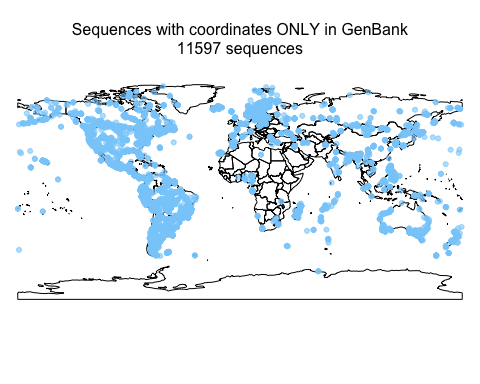 Sequences with coordinates ONLY in GenBank
11597 sequences